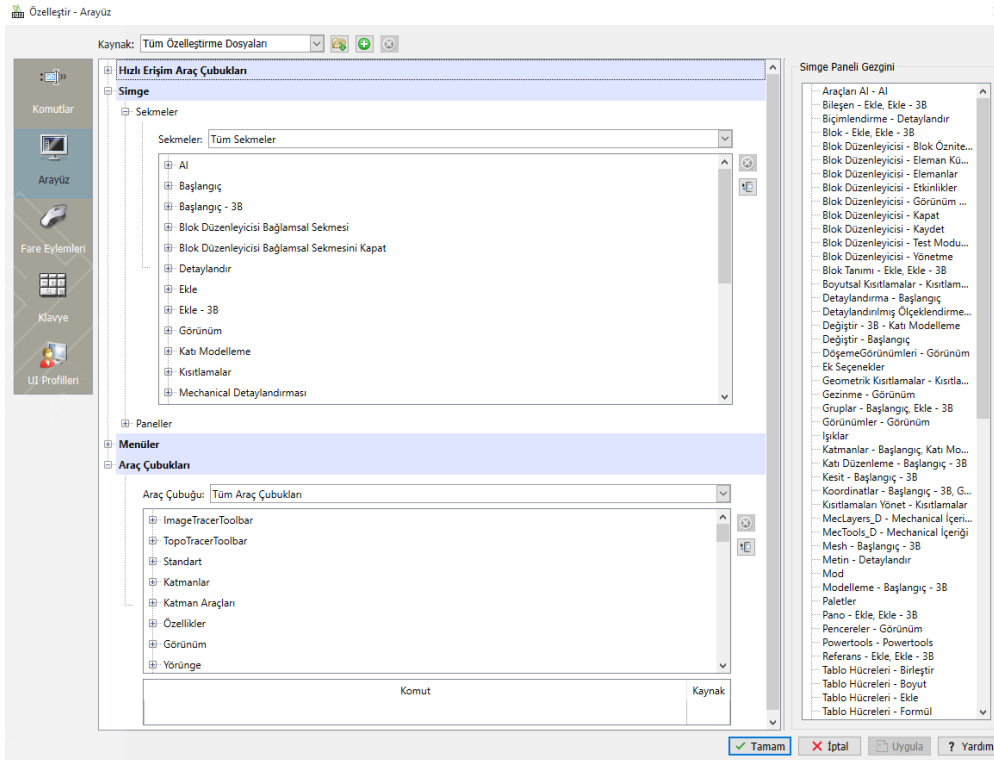 Özelleştir - Arayüz
Kaynak: Tüm Özelleştirme Dosyaları
Komutlar
Arayüz
Fare Eylemleri
Klavye
UI Profilleri
Hızlı Erişim Araç Çubukları
Simge
Sekmeler
Sekmeler: Tüm Sekmeler
AI
Başlangıç
Başlangıç - 3B
Blok Düzenleyicisi Bağlamsal Sekmesi
Blok Düzenleyicisi Bağlamsal Sekmesini Kapat
Detaylandır
Ekle
Ekle - 3B
Görünüm
Katı Modelleme
Kısıtlamalar
Mechanical Detaylandırması
Paneller
Menüler
Araç Çubukları
Araç Çubuğu: Tüm Araç Çubukları
ImageTracerToolbar
TopoTracerToolbar
Standart
Katmanlar
Katman Araçları
Özellikler
Görünüm
Yörünge
Komut Kaynak
Simge Paneli Gezgini
Araçları AI - AI
Bileşen - Ekle, Ekle - 3B
Biçimlendirme - Detaylandır
Blok - Ekle, Ekle - 3B
Blok Düzenleyicisi - Blok Öznite...
Blok Düzenleyicisi - Eleman Kü...
Blok Düzenleyicisi - Elemanlar
Blok Düzenleyicisi - Etkinlikler
Blok Düzenleyicisi - Görünüm ...
Blok Düzenleyicisi - Kapat
Blok Düzenleyicisi - Kaydet
Blok Düzenleyicisi - Test Modu...
Blok Düzenleyicisi - Yönetme
Blok Tanımı - Ekle, Ekle - 3B
Boyutsal Kısıtlamalar - Kısıtlam...
Detaylandırma - Başlangıç
Detaylandırılmış Ölçeklendirme...
Değiştir - 3B - Katı Modelleme
Değiştir - Başlangıç
DöşemeGörünümleri - Görünüm
Ek Seçenekler
Geometrik Kısıtlamalar - Kısıtla...
Gezinme - Görünüm
Gruplar - Başlangıç, Ekle - 3B
Görünümler - Görünüm
Işıklar
Katmanlar - Başlangıç, Katı Mo...
Katı Düzenleme - Başlangıç - 3B
Kesit - Başlangıç - 3B
Koordinatlar - Başlangıç - 3B, G...
Kısıtlamaları Yönet - Kısıtlamalar
MecLayers_D - Mechanical İçeri...
MecTools_D - Mechanical İçeriği
Mesh - Başlangıç - 3B
Metin - Detaylandır
Mod
Modelleme - Başlangıç - 3B
Paletler
Pano - Ekle, Ekle - 3B
Pencereler - Görünüm
Powertools - Powertools
Referans - Ekle, Ekle - 3B
Tablo Hücreleri - Birleştir
Tablo Hücreleri - Boyut
Tablo Hücreleri - Ekle
Tablo Hücreleri - Formül
Tamam İptal Uygula ? Yardım